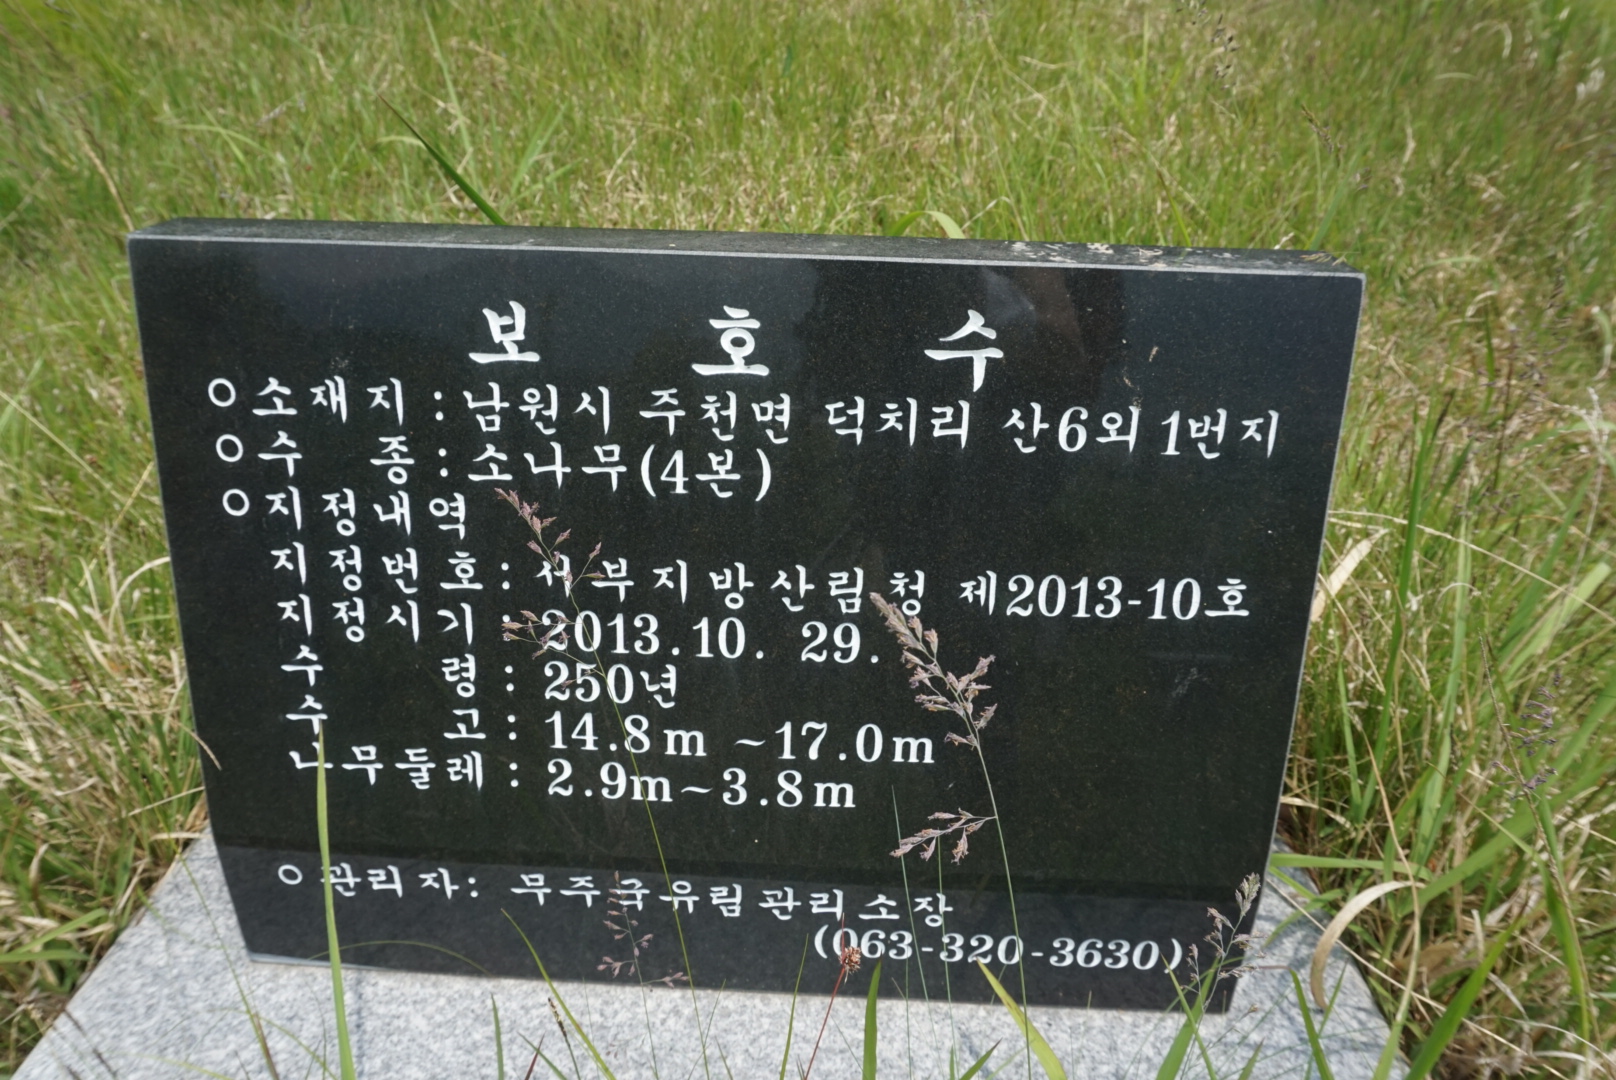 보 호 수
○ 소재지 : 남원시 주천면 덕치리 산6외 1번지
○ 수 종 : 소나무(4본)
○ 지정내역
지정번호 : 서부지방산림청 제2013-10호
지정시기 : 2013.10. 29.
수 령 : 250년
수 고 : 14.8m ~17.0m
나무둘레 : 2.9m~3.8m
○ 관리자 : 무주국유림관리소장
(063-320-3630)